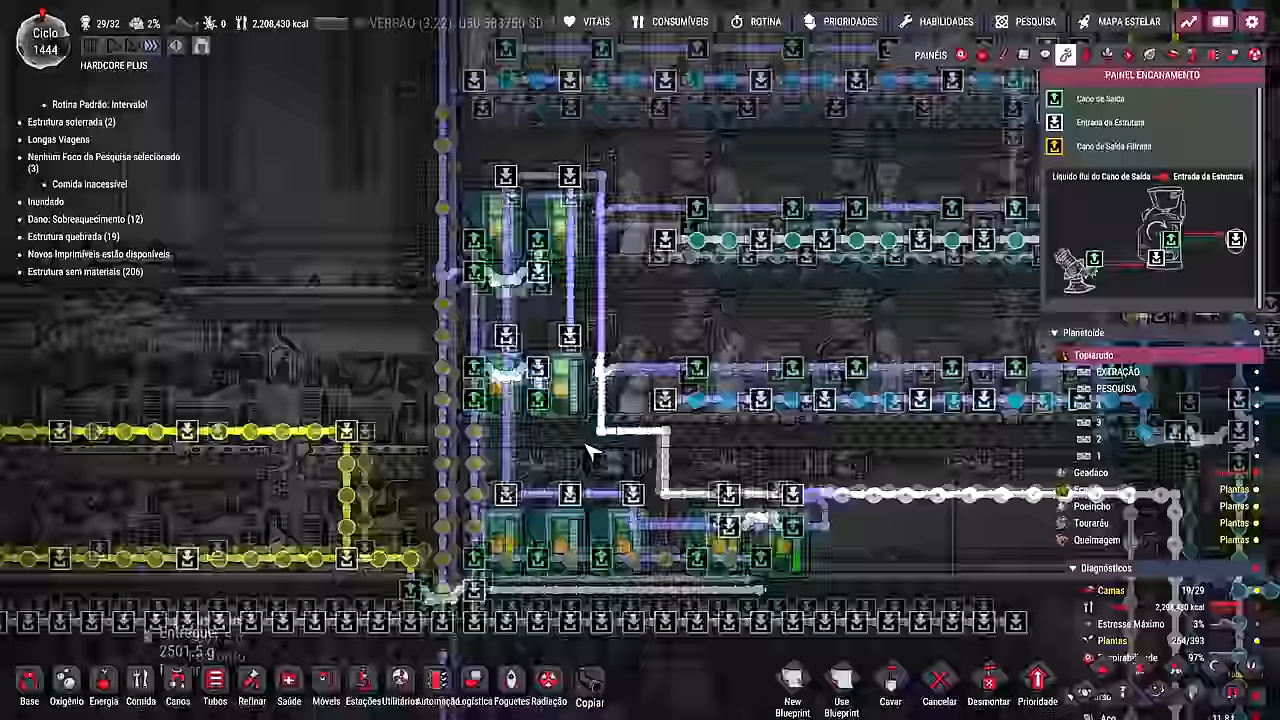 Ciclo
1444
29/32
2%
0
2,208,430 kcal
VITAIS
CONSUMÍVEIS
ROTINA
PRIORIDADES
HABILIDADES
PESQUISA
MAPA ESTELAR
HARDCORE PLUS
PAINÉIS
PAINEL ENCANAMENTO
Cano de Saída
Entrada da Estrutura
Cano de Saída Filtrada
Líquido flui do Cano de Saída
Entrada da Estrutura
Rotina Padrão: Intervalo!
Estrutura soterrada (2)
Longas Viagens
Nenhum Foco da Pesquisa selecionado
(3)
Comida Inacessível
Inundado
Dano: Sobreaquecimento (12)
Estrutura quebrada (19)
Novos Imprimíveis estão disponíveis
Estrutura sem materiais (206)
Planetoide
Topiarudo
EXTRAÇÃO
PESQUISA
4
3
2
1
Geadaco
Plantas
Poeincho
Plantas
Touraru
Plantas
Queimagem
Plantas
Diagnósticos
Camas
19/29
2,208,430 kcal
Estresse Máximo
3%
Plantas
264/393
97%
2501.5 g
Base
Oxigênio
Energia
Comida
Canos
Tubos
Refinar
Saúde
Móveis
Estações
Utilitários
Automação
Logística
Foguetes
Radiação
Copiar
New
Blueprint
Use
Blueprint
Cavar
Cancelar
Desmontar
Prioridade